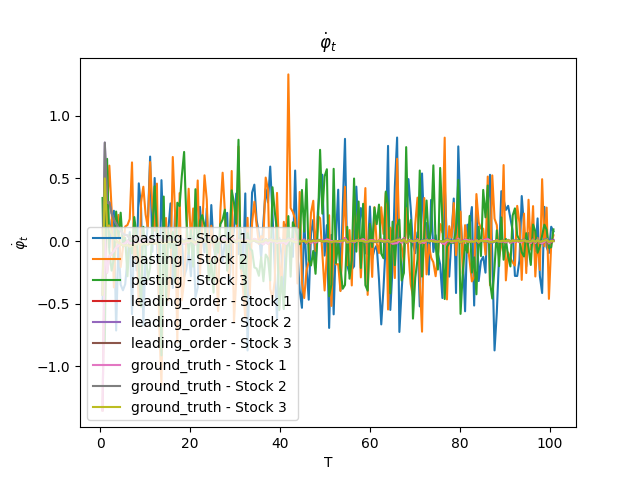 φ̇ₜ
1.0
0.5
0.0
−0.5
−1.0
φ̇ₜ
pasting - Stock 1
pasting - Stock 2
pasting - Stock 3
leading_order - Stock 1
leading_order - Stock 2
leading_order - Stock 3
ground_truth - Stock 1
ground_truth - Stock 2
ground_truth - Stock 3
0 20 40 60 80 100
T